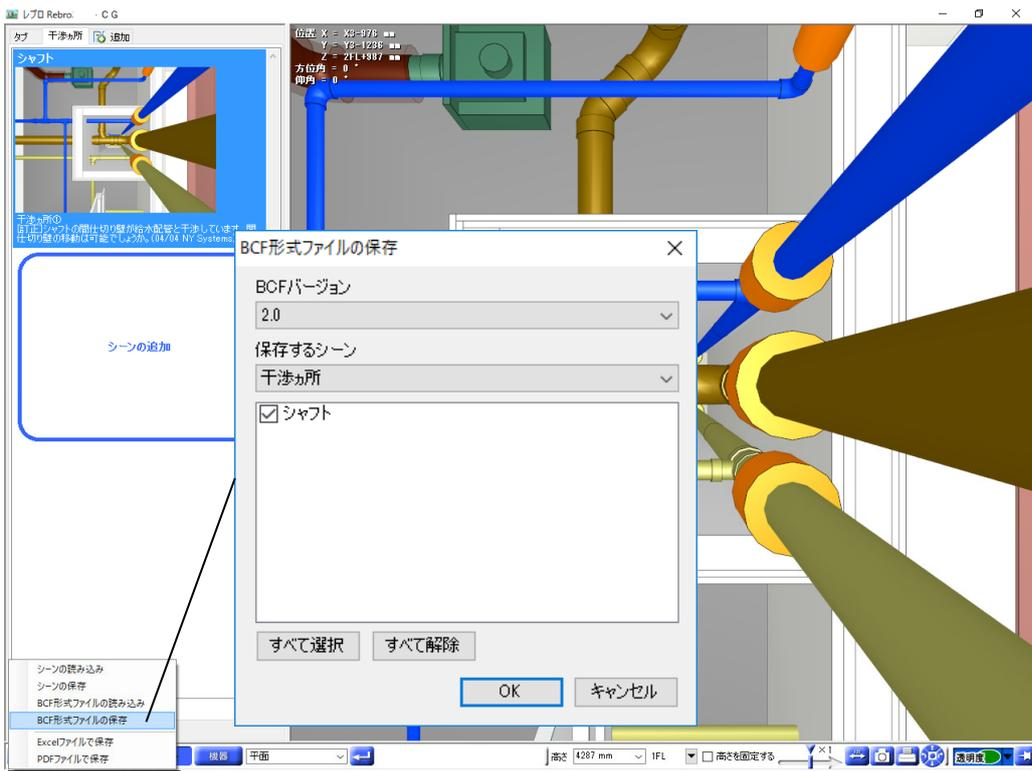 レブロ Rebro. - CG
タブ 干渉ヵ所 追加
シャフト
干渉ヵ所①
[訂正]シャフトの間仕切り壁が給水配管と干渉しています。間
仕切り壁の移動は可能でしょうか。(04/04 NY Systems.
シーンの追加
位置 X = X3-976 mm
Y = Y3-1236 mm
Z = 2FL+987 mm
方位角 = 0 °
仰角 = 0 °
BCF形式ファイルの保存
BCFバージョン
2.0
保存するシーン
干渉ヵ所
シャフト
すべて選択 すべて解除
OK キャンセル
シーンの読み込み
シーンの保存
BCF形式ファイルの読み込み
BCF形式ファイルの保存
Excelファイルで保存
PDFファイルで保存
機器 平面 高さ 4287 mm 1FL 高さを固定する ×1 透明度